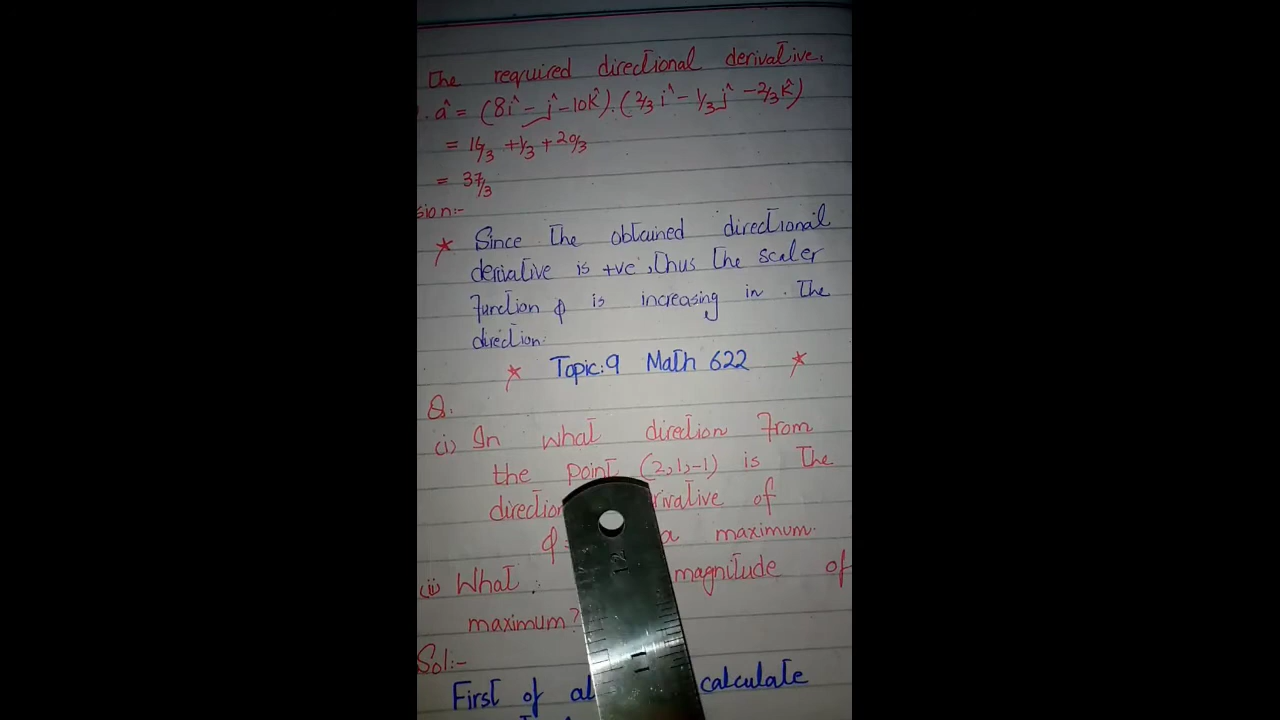 The required directional derivative.
. â = (8î - ĵ - 10k̂).(2/3 î - 1/3 ĵ - 2/3 k̂)
= 16/3 + 1/3 + 20/3
= 37/3
sion:-
* Since The obtained directional
derivative is +ve, Thus The scaler
Function φ is increasing in The
direction.
* Topic:9 Math 622 *
Q.
(i) In what direction From
the point (2,1,-1) is The
direction rivative of
φ= a maximum.
(ii) What magnitude of
maximum?
Sol:-
First of al calculate